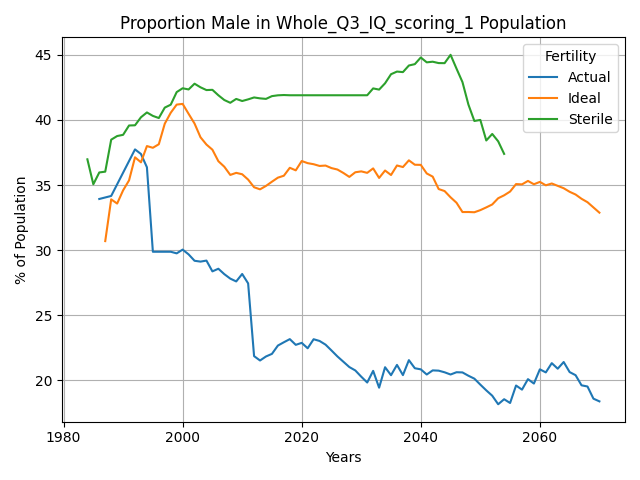 Proportion Male in Whole_Q3_IQ_scoring_1 Population
% of Population
45
40
35
30
25
20
Fertility
Actual
Ideal
Sterile
1980
2000
2020
2040
2060
Years